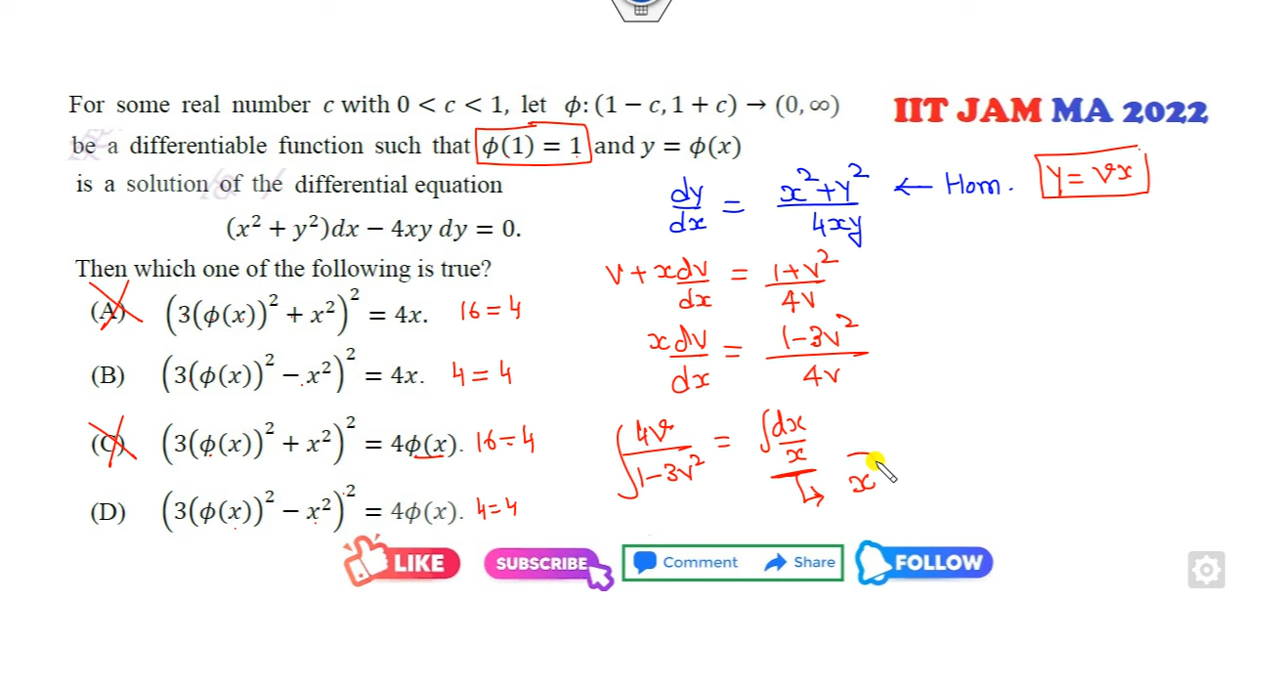 For some real number c with 0 < c < 1, let ϕ: (1 − c, 1 + c) → (0, ∞)
be a differentiable function such that ϕ(1) = 1 and y = ϕ(x)
is a solution of the differential equation
(x² + y²)dx − 4xy dy = 0.
Then which one of the following is true?
(A) (3(ϕ(x))² + x²)² = 4x. 16 = 4
(B) (3(ϕ(x))² − x²)² = 4x. 4 = 4
(C) (3(ϕ(x))² + x²)² = 4ϕ(x). 16 = 4
(D) (3(ϕ(x))² − x²)² = 4ϕ(x). 4 = 4
IIT JAM MA 2022
dy/dx = (x² + y²)/4xy ← Hom. y = vx
v + x dv/dx = (1 + v²)/4v
x dv/dx = (1 − 3v²)/4v
∫ 4v/(1 − 3v²) = ∫ dx/x
x
LIKE
SUBSCRIBE
Comment
Share
FOLLOW